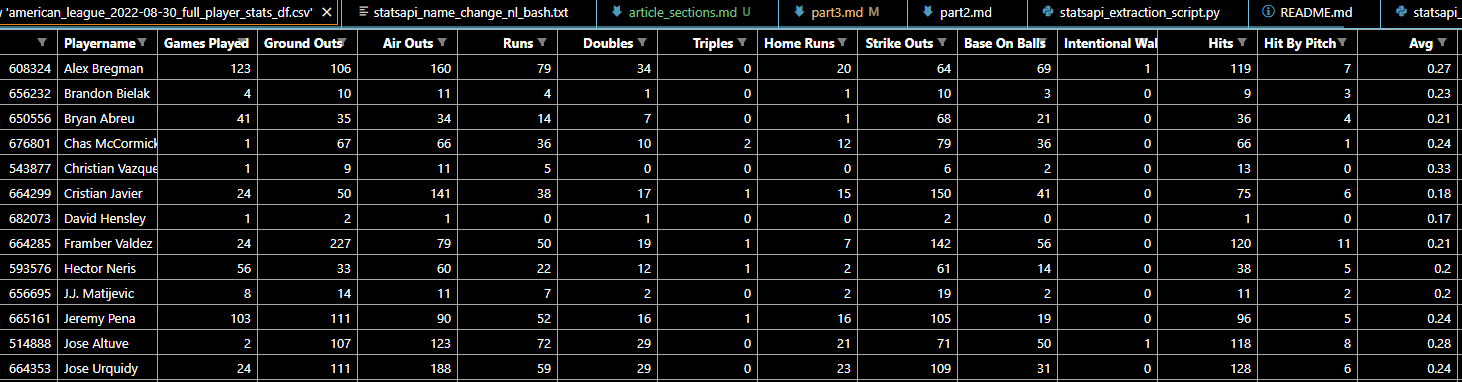 'american_league_2022-08-30_full_player_stats_df.csv' statsapi_name_change_nl_bash.txt article_sections.md U part3.md M part2.md statsapi_extraction_script.py README.md statsapi_
Playername Games Played Ground Outs Air Outs Runs Doubles Triples Home Runs Strike Outs Base On Balls Intentional Wal Hits Hit By Pitch Avg
608324 Alex Bregman 123 106 160 79 34 0 20 64 69 1 119 7 0.27
656232 Brandon Bielak 4 10 11 4 1 0 1 10 3 0 9 3 0.23
650556 Bryan Abreu 41 35 34 14 7 0 1 68 21 0 36 4 0.21
676801 Chas McCormick 1 67 66 36 10 2 12 79 36 0 66 1 0.24
543877 Christian Vazque 1 9 11 5 0 0 0 6 2 0 13 0 0.33
664299 Cristian Javier 24 50 141 38 17 1 15 150 41 0 75 6 0.18
682073 David Hensley 1 2 1 0 1 0 0 2 0 0 1 0 0.17
664285 Framber Valdez 24 227 79 50 19 1 7 142 56 0 120 11 0.21
593576 Hector Neris 56 33 60 22 12 1 2 61 14 0 38 5 0.2
656695 J.J. Matijevic 8 14 11 7 2 0 2 19 2 0 11 2 0.2
665161 Jeremy Pena 103 111 90 52 16 1 16 105 19 0 96 5 0.24
514888 Jose Altuve 2 107 123 72 29 0 21 71 50 1 118 8 0.28
664353 Jose Urquidy 24 111 188 59 29 0 23 109 31 0 128 6 0.24